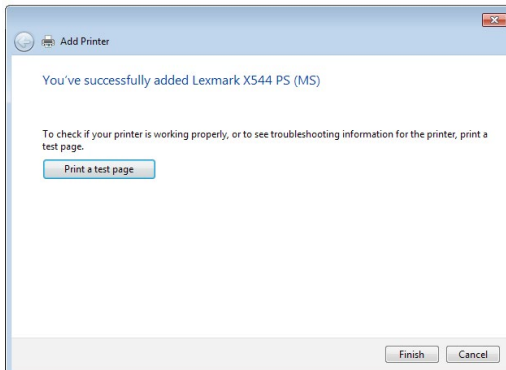 Add Printer
You've successfully added Lexmark X544 PS (MS)
To check if your printer is working properly, or to see troubleshooting information for the printer, print a
test page.
Print a test page
Finish Cancel